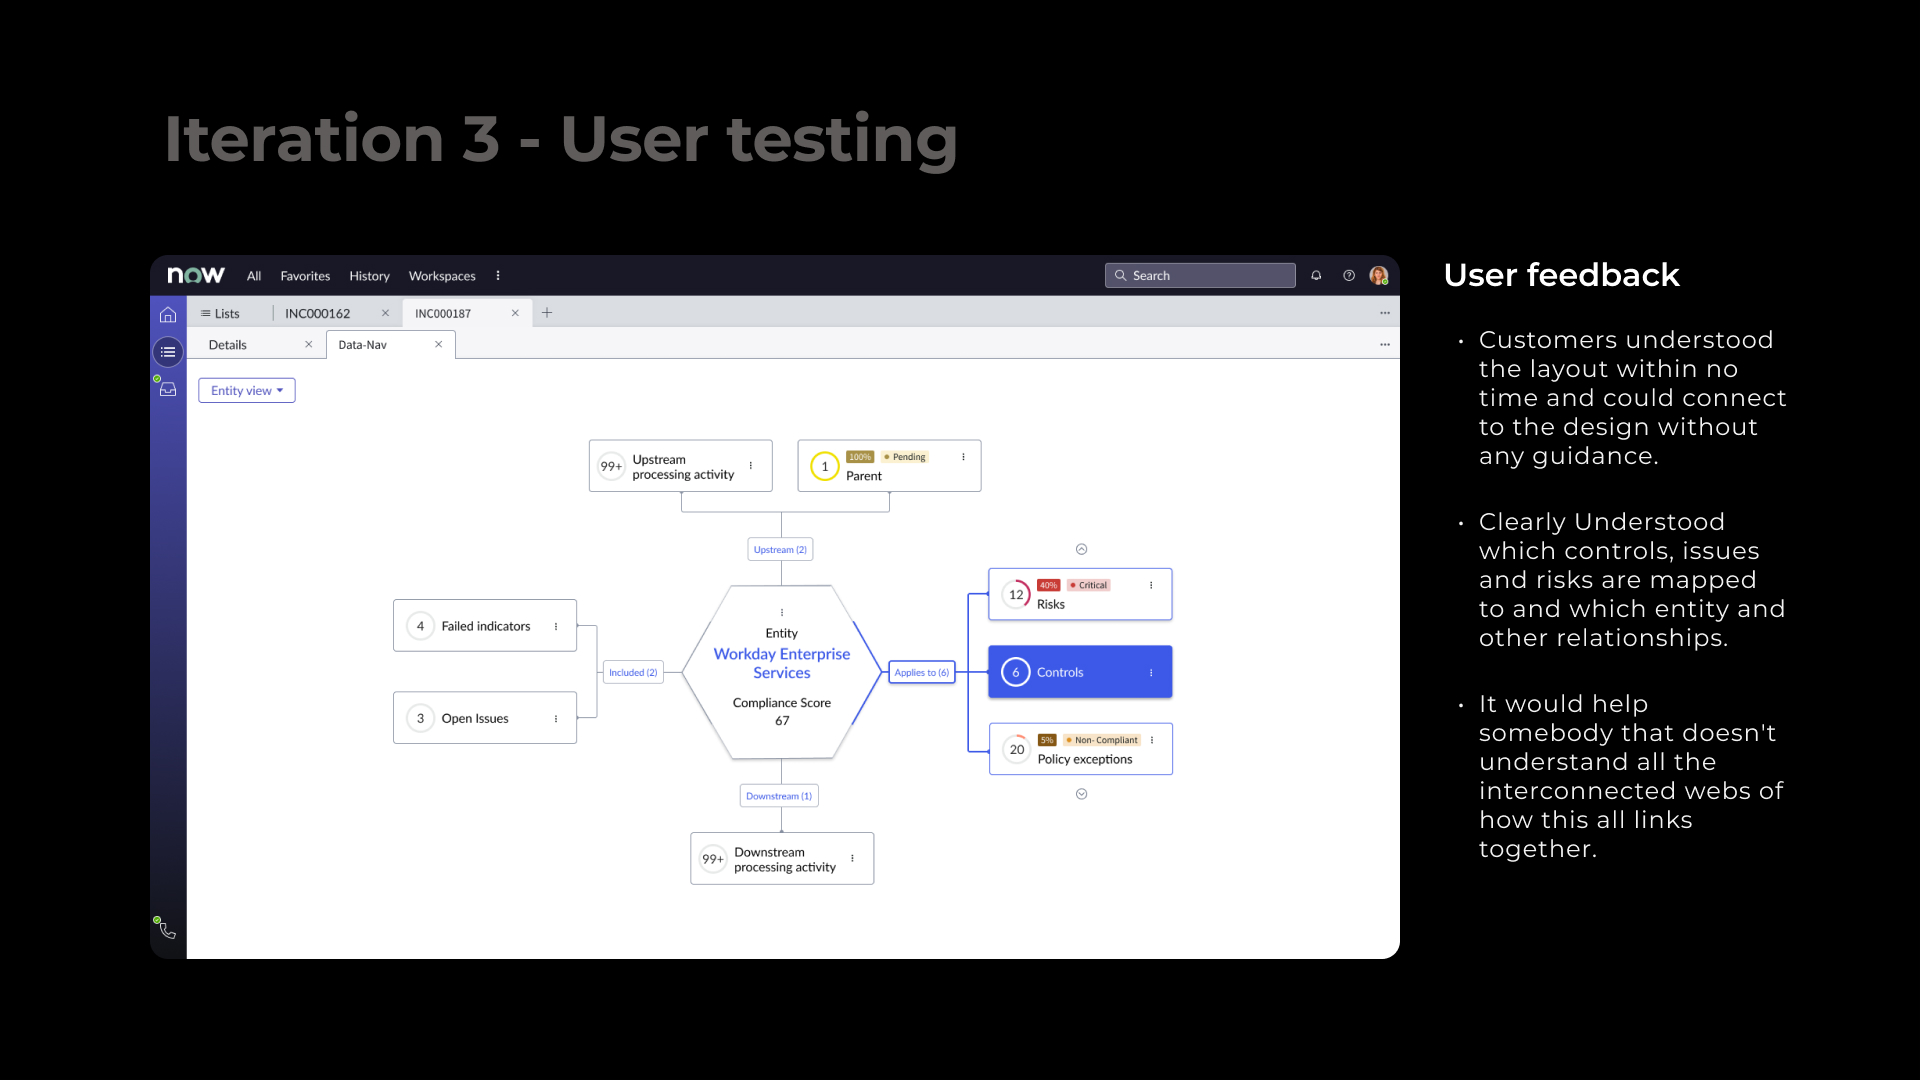 Iteration 3 - User testing
now All Favorites History Workspaces Search
Lists INC000162 INC000187
Details Data-Nav
Entity view
99+ Upstream
processing activity
1 100% Pending
Parent
Upstream (2)
4 Failed indicators
3 Open Issues
Included (2)
Entity
Workday Enterprise
Services
Compliance Score
67
Applies to (6)
12 40% Critical
Risks
6 Controls
20 5% Non- Compliant
Policy exceptions
Downstream (1)
99+ Downstream
processing activity
User feedback
• Customers understood
the layout within no
time and could connect
to the design without
any guidance.
• Clearly Understood
which controls, issues
and risks are mapped
to and which entity and
other relationships.
• It would help
somebody that doesn't
understand all the
interconnected webs of
how this all links
together.